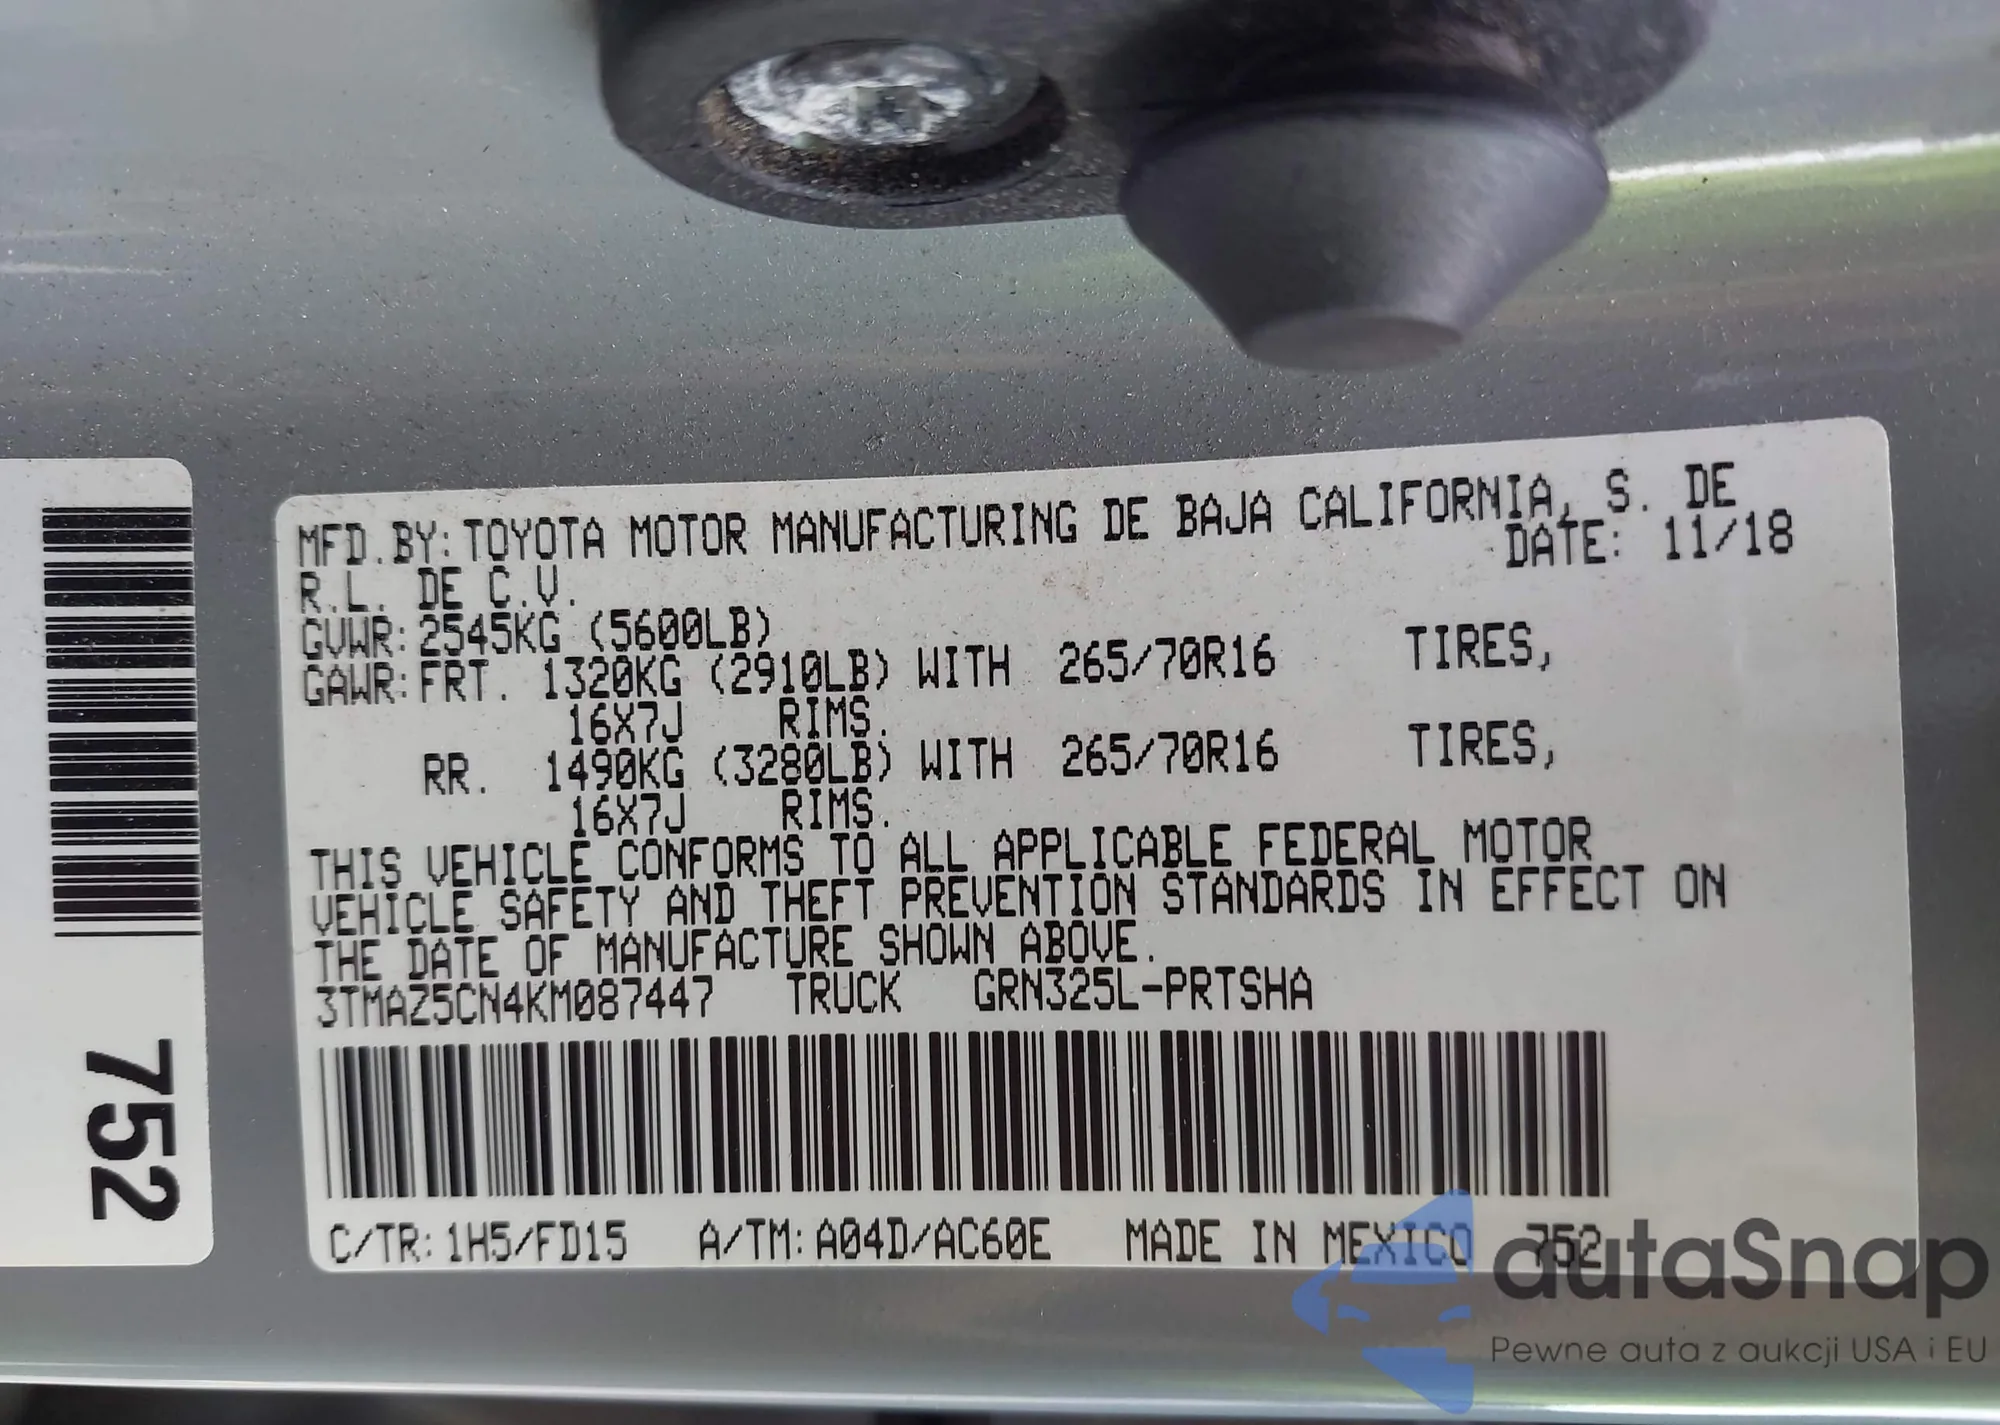 MFD.BY: TOYOTA MOTOR MANUFACTURING DE BAJA CALIFORNIA, S. DE
R.L. DE C.V.
DATE: 11/18
GVWR: 2545KG (5600LB)
GAWR: FRT. 1320KG (2910LB) WITH 265/70R16 TIRES,
16X7J RIMS.
RR. 1490KG (3280LB) WITH 265/70R16 TIRES,
16X7J RIMS.
THIS VEHICLE CONFORMS TO ALL APPLICABLE FEDERAL MOTOR
VEHICLE SAFETY AND THEFT PREVENTION STANDARDS IN EFFECT ON
THE DATE OF MANUFACTURE SHOWN ABOVE.
3TMAZ5CN4KM087447 TRUCK GRN325L-PRTSHA
C/TR: 1H5/FD15 A/TM: A04D/AC60E MADE IN MEXICO 752
752
autaSnap
Pewne auta z aukcji USA i EU